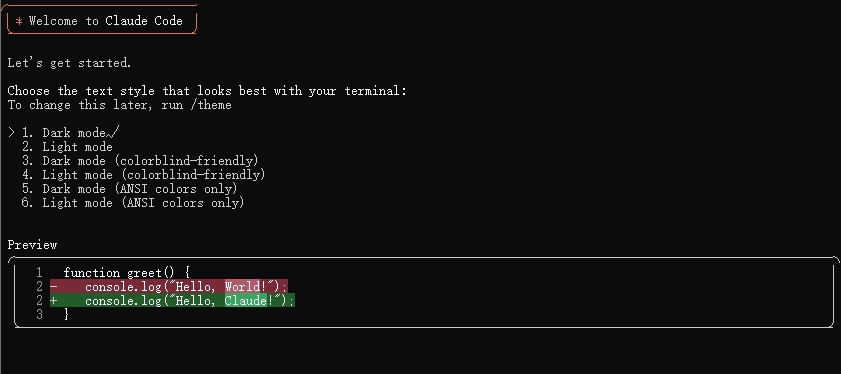 * Welcome to Claude Code
Let's get started.
Choose the text style that looks best with your terminal:
To change this later, run /theme
> 1. Dark mode✓
2. Light mode
3. Dark mode (colorblind-friendly)
4. Light mode (colorblind-friendly)
5. Dark mode (ANSI colors only)
6. Light mode (ANSI colors only)
Preview
1 function greet() {
2 - console.log("Hello, World!");
2 + console.log("Hello, Claude!");
3 }